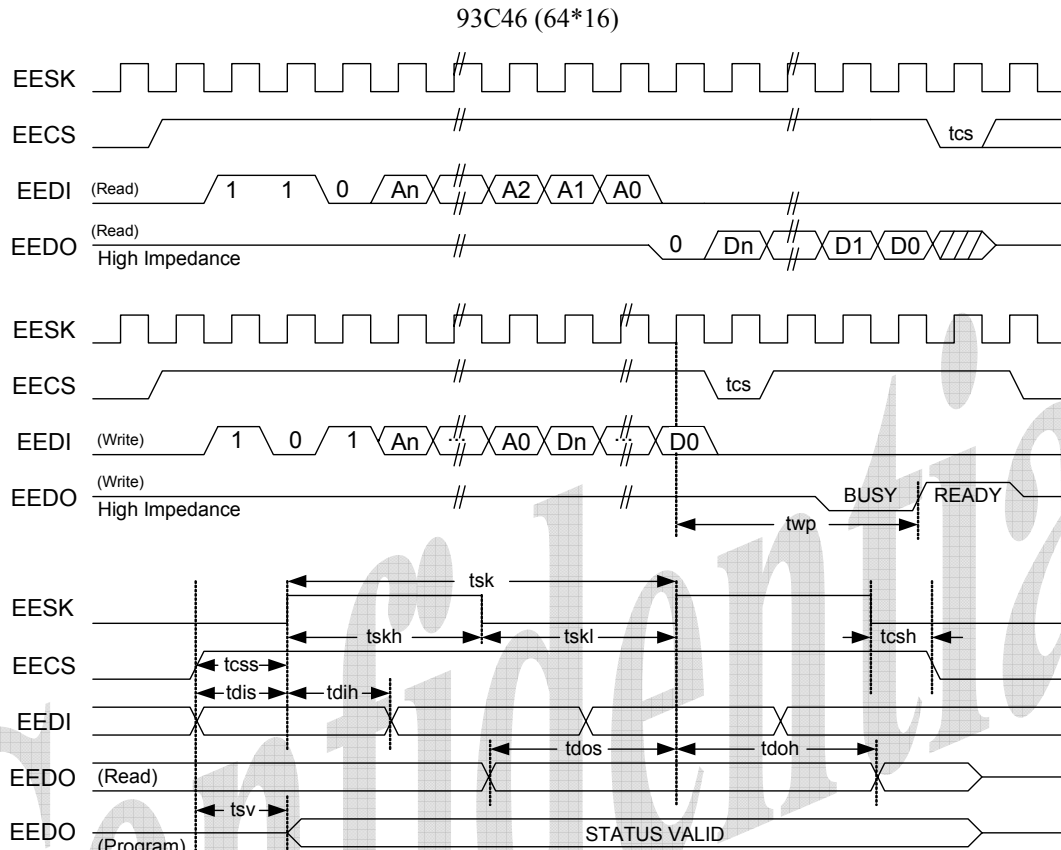 93C46 (64*16)
EESK
EECS tcs
EEDI (Read) 1 1 0 An A2 A1 A0
EEDO (Read) High Impedance 0 Dn D1 D0
EESK
EECS tcs
EEDI (Write) 1 0 1 An ... A0 Dn ... D0
EEDO (Write) High Impedance BUSY READY
twp
tsk
EESK
tskh tskl tcsh
EECS
tcss
tdis tdih
EEDI
tdos tdoh
EEDO (Read)
tsv
EEDO (Program) STATUS VALID
Confidentia